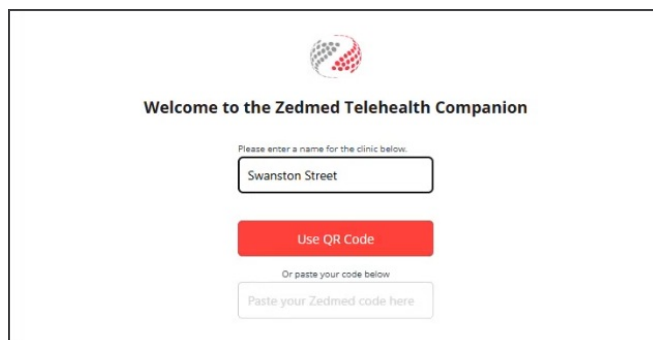 Welcome to the Zedmed Telehealth Companion
Please enter a name for the clinic below.
Swanston Street
Use QR Code
Or paste your code below
Paste your Zedmed code here